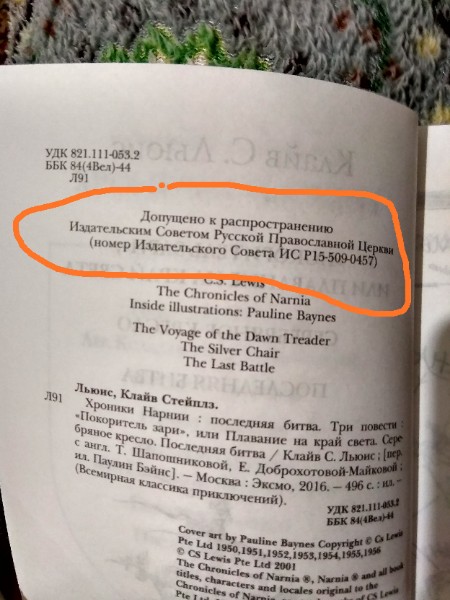 УДК 821.111-053.2
ББК 84(4Вел)-44
Л91
Допущено к распространению
Издательским Советом Русской Православной Церкви
(номер Издательского Совета ИС Р15-509-0457)
C.S. Lewis
The Chronicles of Narnia
Inside illustrations: Pauline Baynes
The Voyage of the Dawn Treader
The Silver Chair
The Last Battle
Льюис, Клайв Стейплз.
Л91 Хроники Нарнии : последняя битва. Три повести :
«Покоритель зари», или Плавание на край света. Сере-
бряное кресло. Последняя битва / Клайв С. Льюис ; [пер.
с англ. Т. Шапошниковой, Е. Доброхотовой-Майковой ;
ил. Паулин Бэйнс]. – Москва : Эксмо, 2016. – 496 с. : ил. –
(Всемирная классика приключений).
УДК 821.111-053.2
ББК 84(4Вел)-44
Cover art by Pauline Baynes Copyright © Cs Lewis
Pte Ltd 1950,1951,1952,1953,1954,1955,1956
© CS Lewis Pte Ltd 2001
The Chronicles of Narnia ®, Narnia ® and all book
titles, characters and locales original to the
Chronicles of Narnia